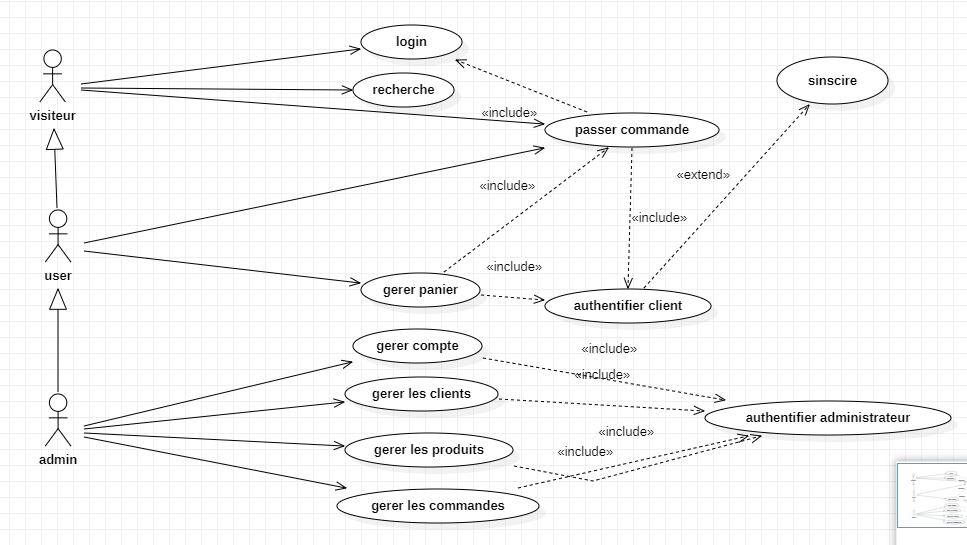 login
sinscire
recherche
visiteur
«include»
passer commande
«extend»
«include»
«include»
user
«include»
gerer panier
authentifier client
gerer compte
«include»
«include»
gerer les clients
authentifier administrateur
«include»
gerer les produits
«include»
admin
gerer les commandes